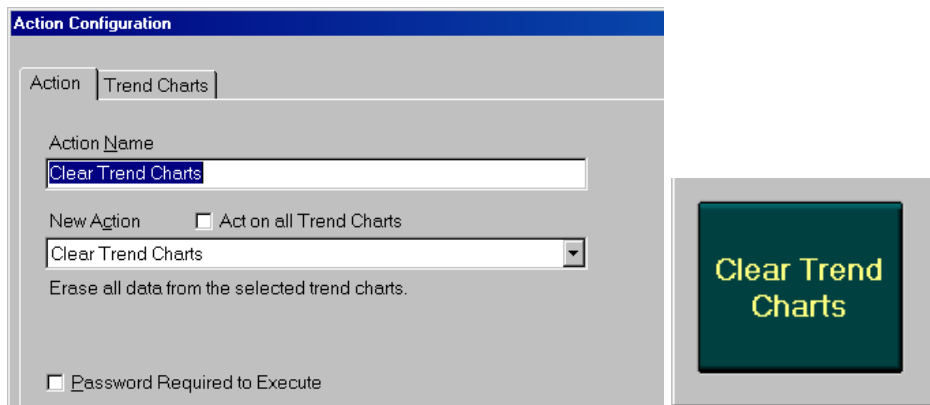 Action Configuration
Action
Trend Charts
Action Name
Clear Trend Charts
New Action
Act on all Trend Charts
Clear Trend Charts
Erase all data from the selected trend charts.
Password Required to Execute
Clear Trend
Charts